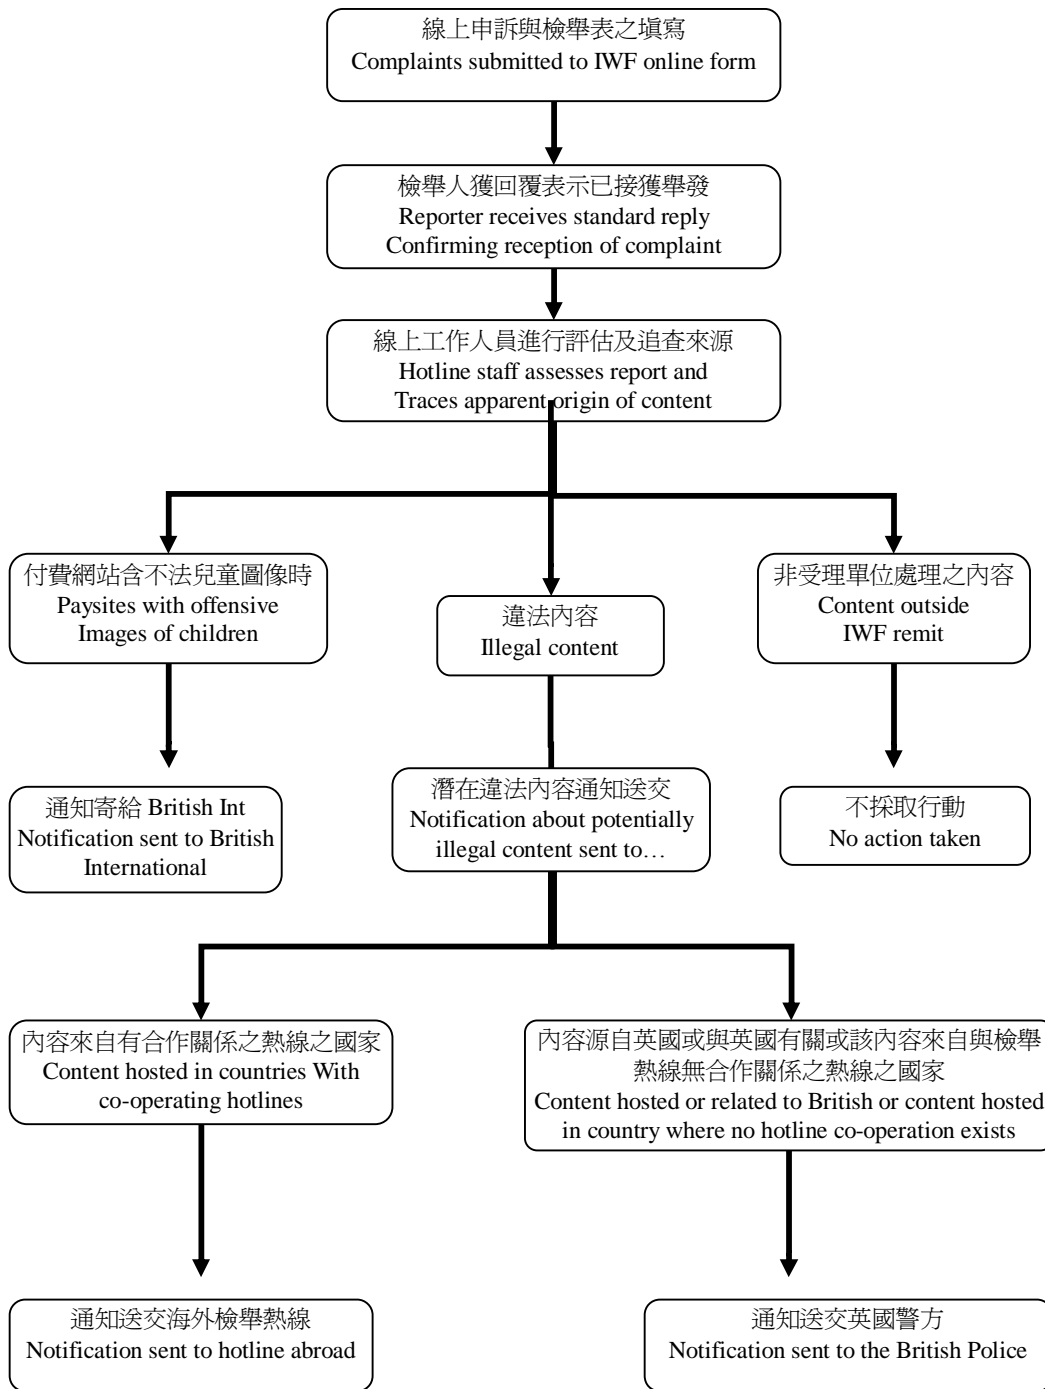 線上申訴與檢舉表之填寫
Complaints submitted to IWF online form
檢舉人獲回覆表示已接獲舉發
Reporter receives standard reply
Confirming reception of complaint
線上工作人員進行評估及追查來源
Hotline staff assesses report and
Traces apparent origin of content
付費網站含不法兒童圖像時
Paysites with offensive
Images of children
違法內容
Illegal content
非受理單位處理之內容
Content outside
IWF remit
通知寄給 British Int
Notification sent to British
International
潛在違法內容通知送交
Notification about potentially
illegal content sent to…
不採取行動
No action taken
內容來自有合作關係之熱線之國家
Content hosted in countries With
co-operating hotlines
內容源自英國或與英國有關或該內容來自與檢舉
熱線無合作關係之熱線之國家
Content hosted or related to British or content hosted
in country where no hotline co-operation exists
通知送交海外檢舉熱線
Notification sent to hotline abroad
通知送交英國警方
Notification sent to the British Police